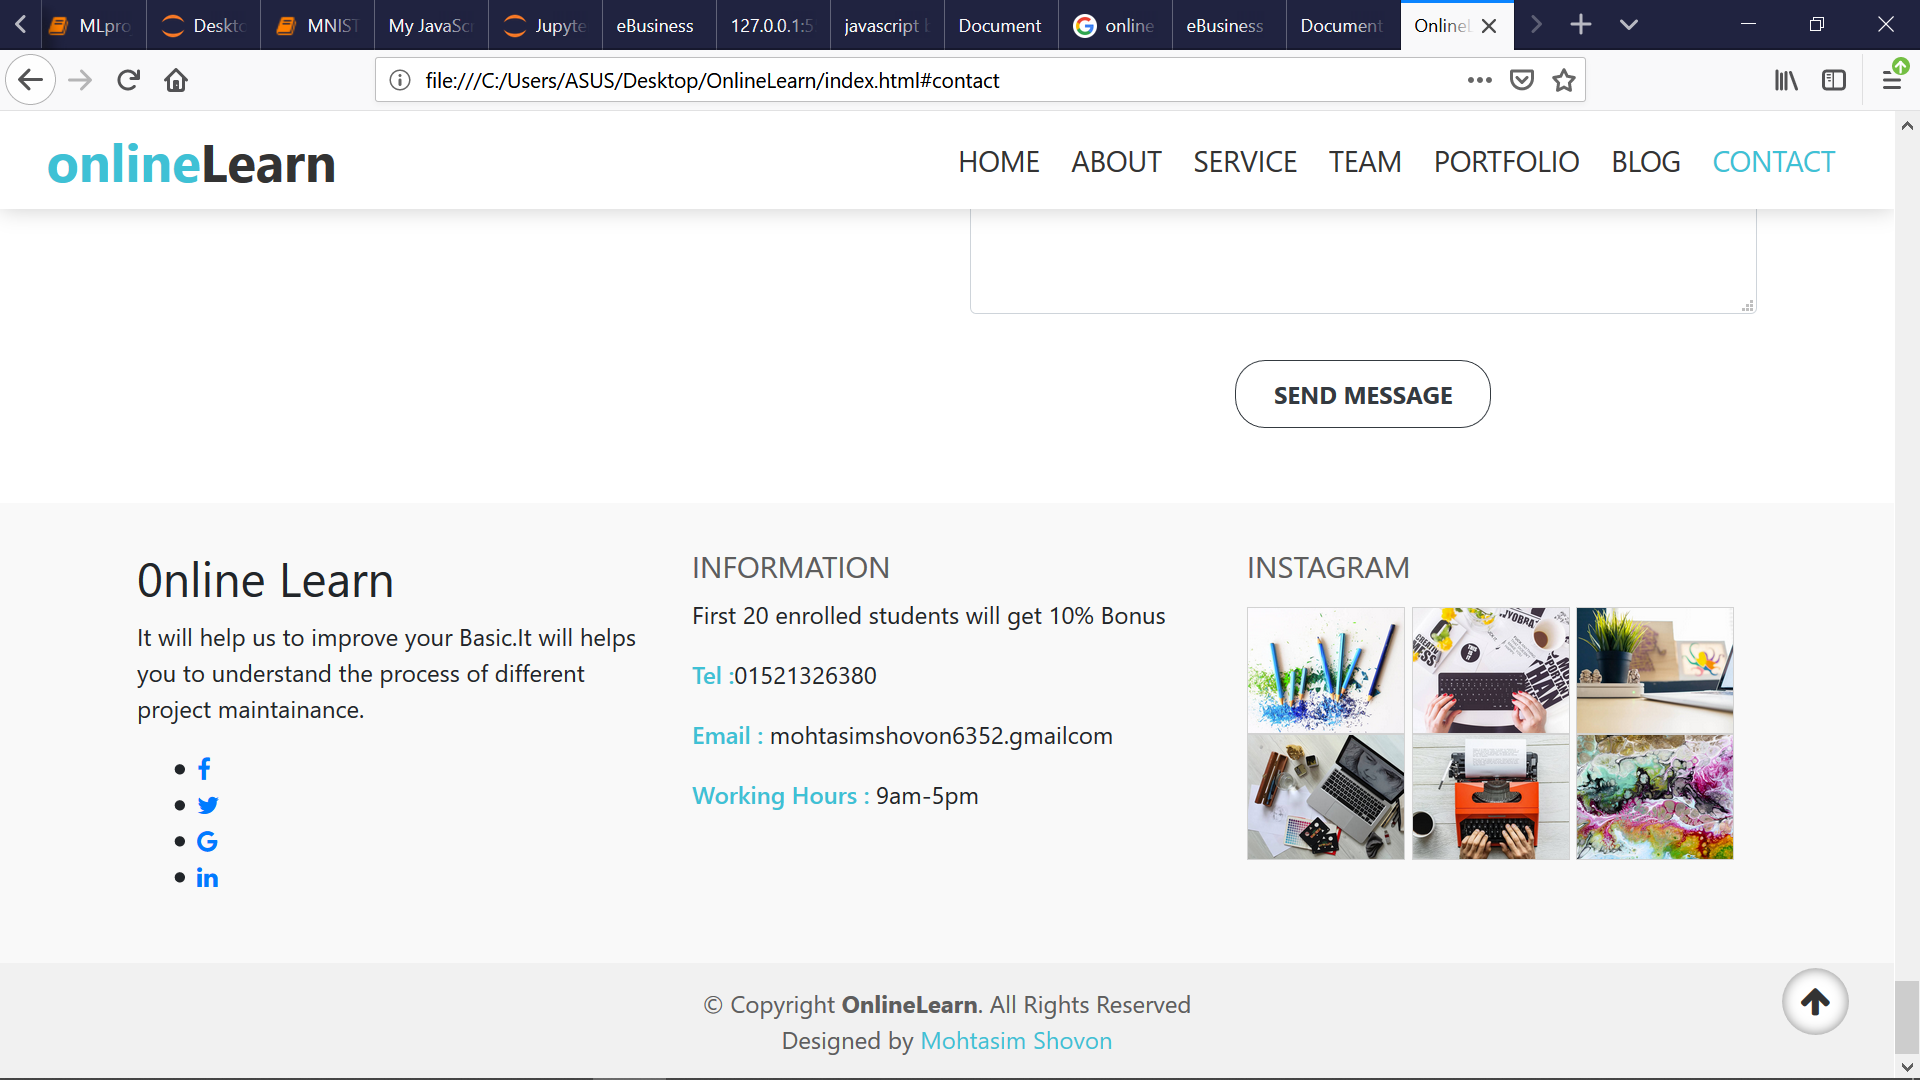 MLpro
Deskto
MNIST
My JavaSc
Jupyte
eBusiness
127.0.0.1:5
javascript b
Document
online
eBusiness
Document
OnlineL
file:///C:/Users/ASUS/Desktop/OnlineLearn/index.html#contact
onlineLearn
HOME ABOUT SERVICE TEAM PORTFOLIO BLOG CONTACT
SEND MESSAGE
0nline Learn
It will help us to improve your Basic.It will helps
you to understand the process of different
project maintainance.
INFORMATION
First 20 enrolled students will get 10% Bonus
Tel :01521326380
Email : mohtasimshovon6352.gmailcom
Working Hours : 9am-5pm
INSTAGRAM
© Copyright OnlineLearn. All Rights Reserved
Designed by Mohtasim Shovon